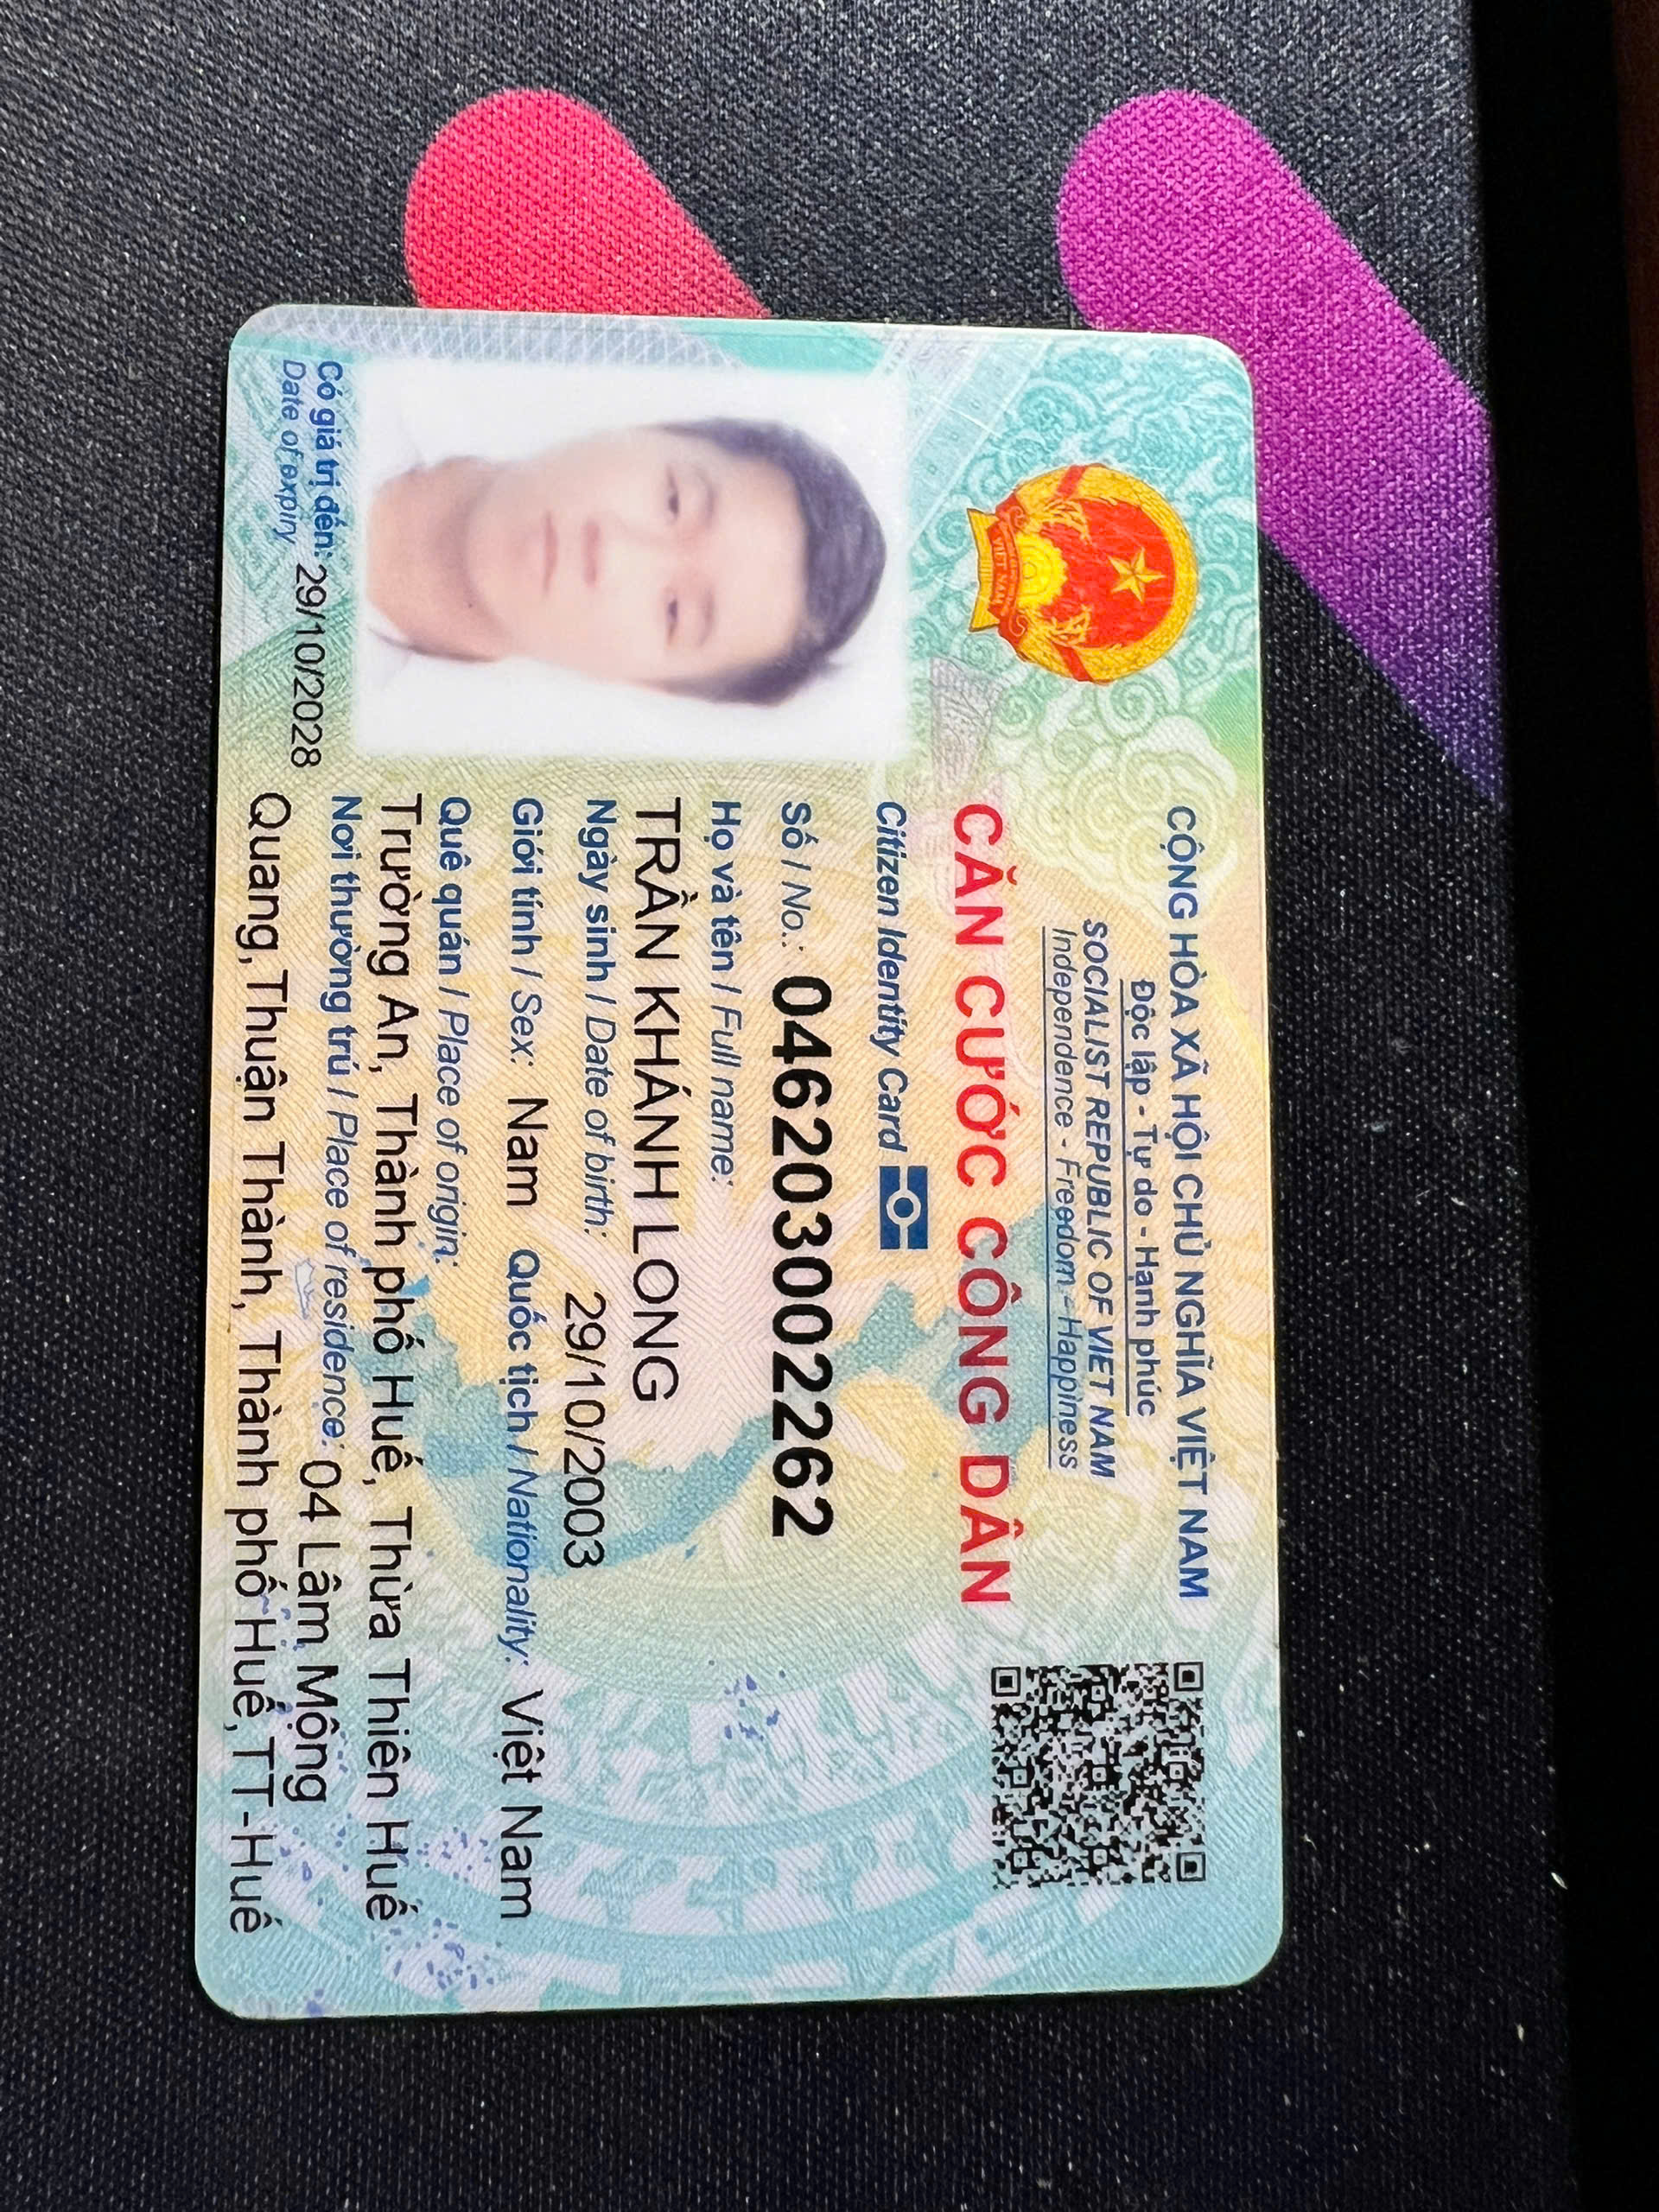 CỘNG HÒA XÃ HỘI CHỦ NGHĨA VIỆT NAM
Độc lập - Tự do - Hạnh phúc
SOCIALIST REPUBLIC OF VIET NAM
Independence - Freedom - Happiness
CĂN CƯỚC CÔNG DÂN
Citizen Identity Card
Số / No.: 046203002262
Họ và tên / Full name:
TRẦN KHÁNH LONG
Ngày sinh / Date of birth: 29/10/2003
Giới tính / Sex: Nam Quốc tịch / Nationality: Việt Nam
Quê quán / Place of origin:
Trường An, Thành phố Huế, Thừa Thiên Huế
Nơi thường trú / Place of residence: 04 Lâm Mộng
Quang, Thuận Thành, Thành phố Huế, TT-Huế
Có giá trị đến: 29/10/2028
Date of expiry
VIỆT NAM